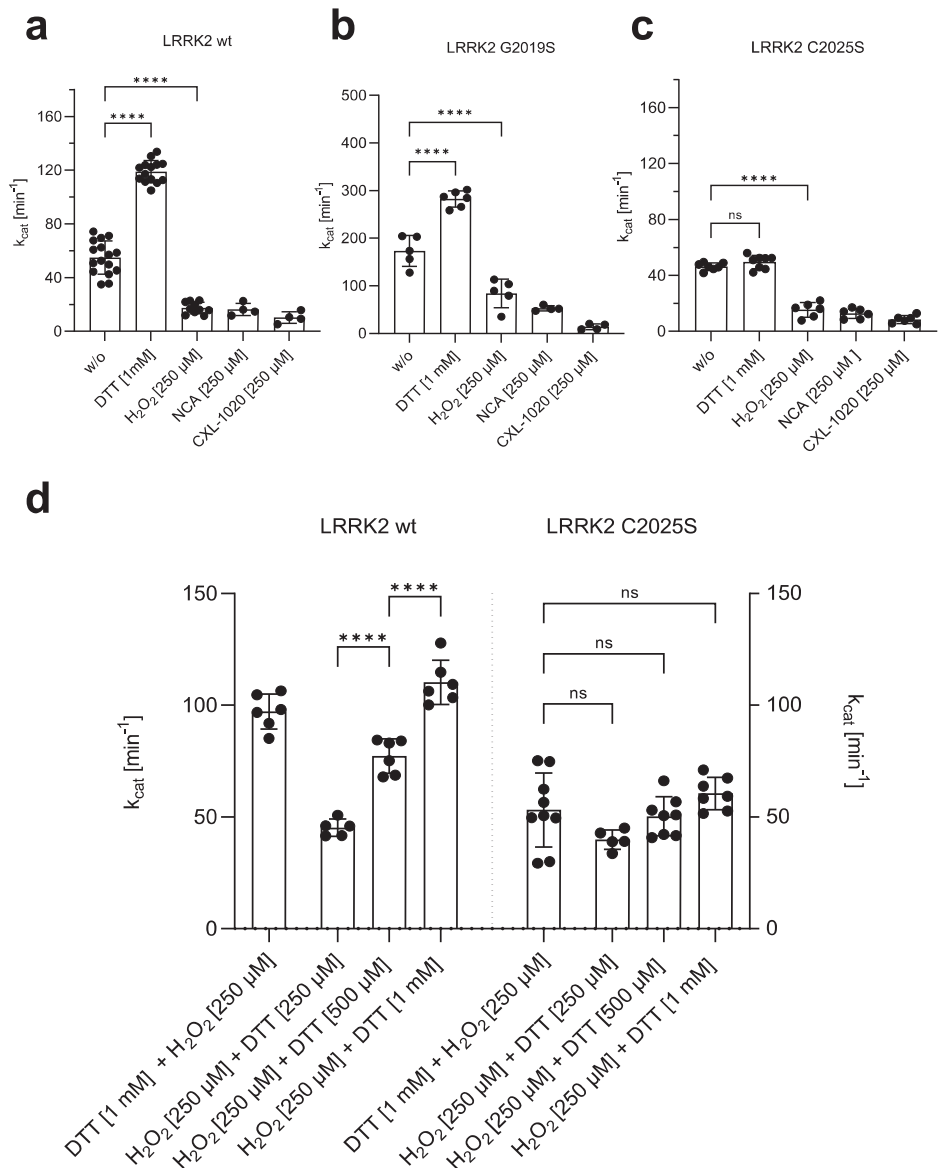 a
LRRK2 wt
k_cat [min⁻¹]
160
120
80
40
0
****
****
w/o
DTT [1mM]
H₂O₂ [250 µM]
NCA [250 µM]
CXL-1020 [250 µM]
b
LRRK2 G2019S
k_cat [min⁻¹]
500
400
300
200
100
0
****
****
w/o
DTT [1 mM]
H₂O₂ [250 µM]
NCA [250 µM]
CXL-1020 [250 µM]
c
LRRK2 C2025S
k_cat [min⁻¹]
160
120
80
40
0
****
ns
w/o
DTT [1 mM]
H₂O₂ [250 µM]
NCA [250 µM ]
CXL-1020 [250 µM]
d
LRRK2 wt
LRRK2 C2025S
k_cat [min⁻¹]
150
100
50
0
****
****
ns
ns
ns
150
100
50
0
k_cat [min⁻¹]
DTT [1 mM] + H₂O₂ [250 µM]
H₂O₂ [250 µM] + DTT [250 µM]
H₂O₂ [250 µM] + DTT [500 µM]
H₂O₂ [250 µM] + DTT [1 mM]
DTT [1 mM] + H₂O₂ [250 µM]
H₂O₂ [250 µM] + DTT [250 µM]
H₂O₂ [250 µM] + DTT [500 µM]
H₂O₂ [250 µM] + DTT [1 mM]